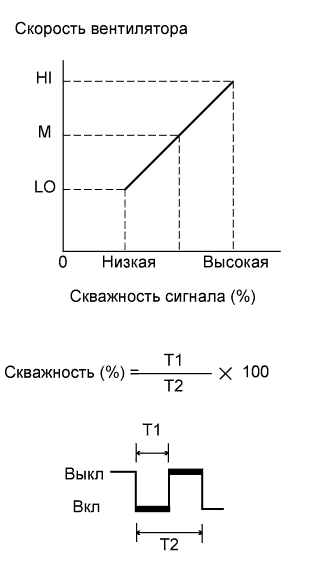 Скорость вентилятора
HI
M
LO
0 Низкая Высокая
Скважность сигнала (%)
Скважность (%) = T1 / T2 × 100
T1
Выкл
Вкл
T2